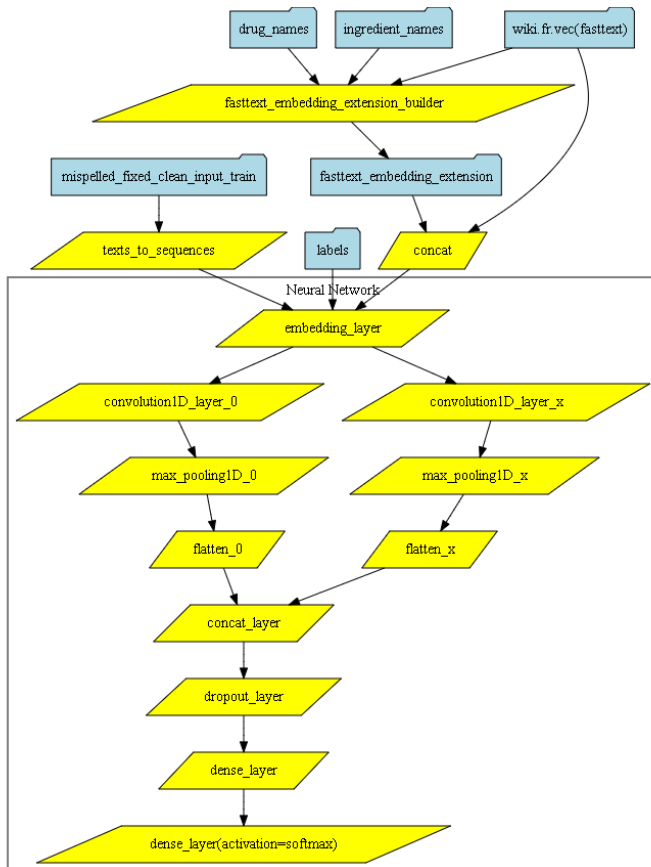 drug_names
ingredient_names
wiki.fr.vec(fasttext)
fasttext_embedding_extension_builder
mispelled_fixed_clean_input_train
fasttext_embedding_extension
texts_to_sequences
labels
concat
Neural Network
embedding_layer
convolution1D_layer_0
convolution1D_layer_x
max_pooling1D_0
max_pooling1D_x
flatten_0
flatten_x
concat_layer
dropout_layer
dense_layer
dense_layer(activation=softmax)